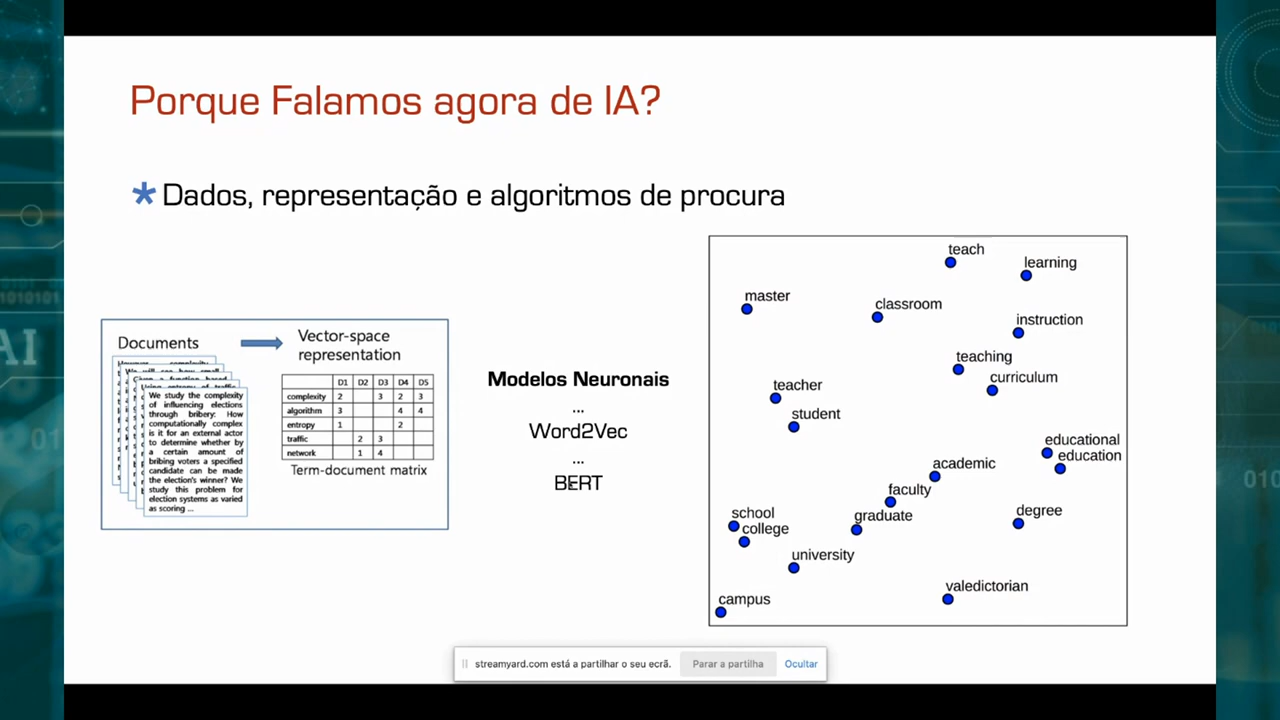 Porque Falamos agora de IA?
* Dados, representação e algoritmos de procura
Documents
Vector-space
representation
We study the complexity
of influencing elections
through bribery: How
computationally complex
is it for an external actor
to determine whether by
a certain amount of
bribing voters a specified
candidate can be made
the election's winner? We
study this problem for
election systems as varied
as scoring ...
D1 D2 D3 D4 D5
complexity 2 3 2 3
algorithm 3 4 4
entropy 1 2
traffic 2 3
network 1 4
Term-document matrix
Modelos Neuronais
...
Word2Vec
...
BERT
teach
learning
master
classroom
instruction
teaching
curriculum
teacher
student
educational
education
academic
faculty
graduate
degree
school
college
university
valedictorian
campus
streamyard.com está a partilhar o seu ecrã. Parar a partilha Ocultar
AI
1010101
01
010